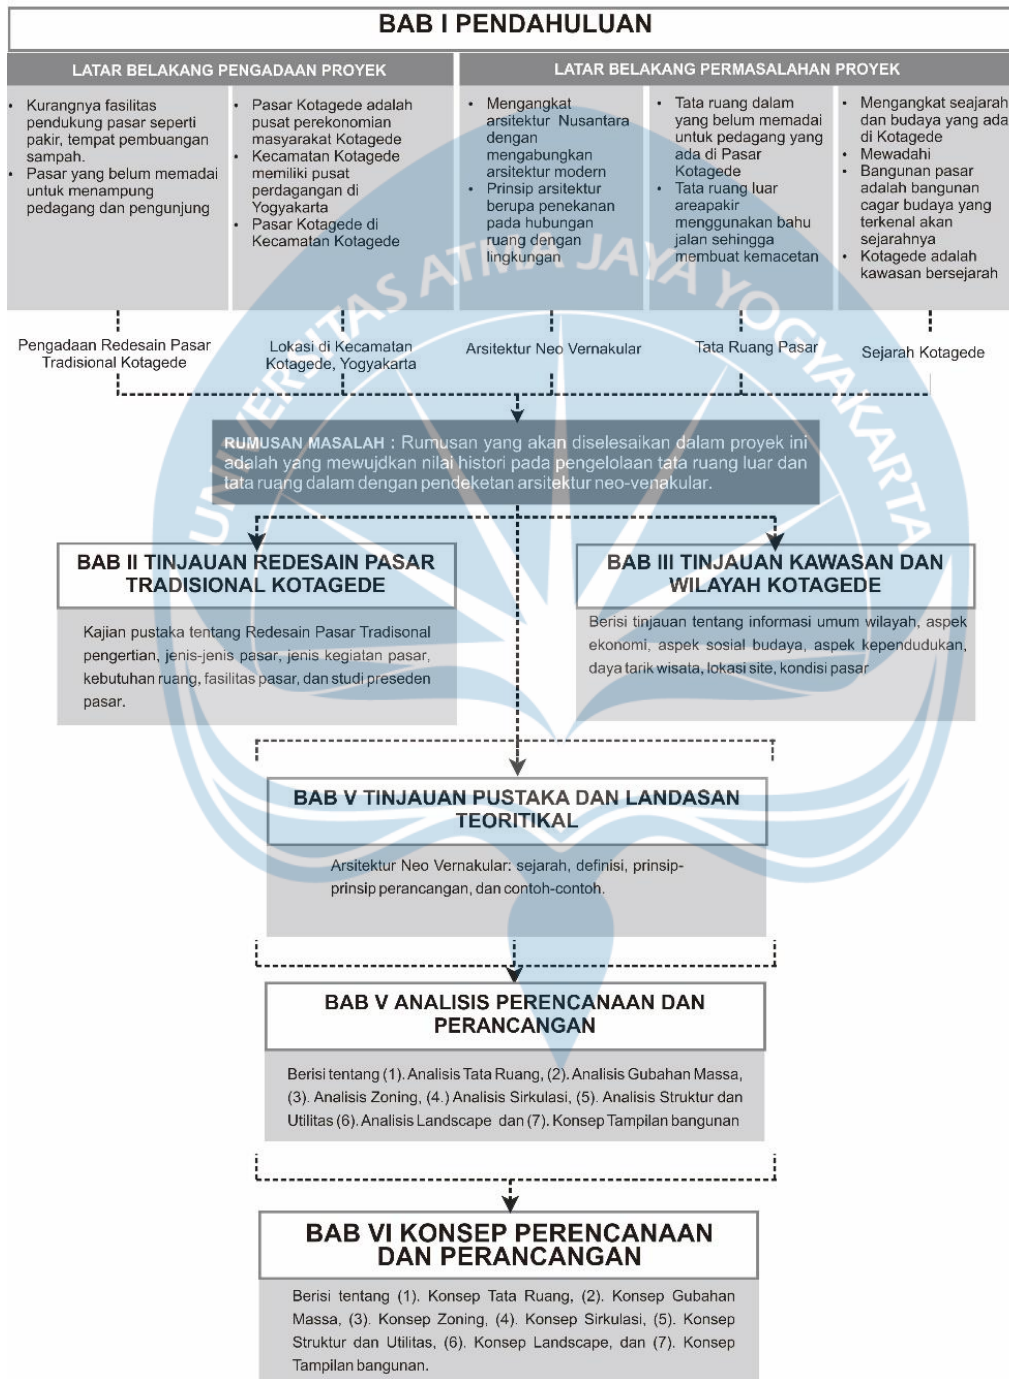 BAB I PENDAHULUAN
LATAR BELAKANG PENGADAAN PROYEK
LATAR BELAKANG PERMASALAHAN PROYEK
• Kurangnya fasilitas
pendukung pasar seperti
pakir, tempat pembuangan
sampah.
• Pasar yang belum memadai
untuk menampung
pedagang dan pengunjung
• Pasar Kotagede adalah
pusat perekonomian
masyarakat Kotagede
• Kecamatan Kotagede
memiliki pusat
perdagangan di
Yogyakarta
• Pasar Kotagede di
Kecamatan Kotagede
• Mengangkat
arsitektur Nusantara
dengan
mengabungkan
arsitektur modern
• Prinsip arsitektur
berupa penekanan
pada hubungan
ruang dengan
lingkungan
• Tata ruang dalam
yang belum memadai
untuk pedagang yang
ada di Pasar
Kotagede
• Tata ruang luar
areapakir
menggunakan bahu
jalan sehingga
membuat kemacetan
• Mengangkat seajarah
dan budaya yang ada
di Kotagede
• Mewadahi
• Bangunan pasar
adalah bangunan
cagar budaya yang
terkenal akan
sejarahnya
• Kotagede adalah
kawasan bersejarah
Pengadaan Redesain Pasar
Tradisional Kotagede
Lokasi di Kecamatan
Kotagede, Yogyakarta
Arsitektur Neo Vernakular
Tata Ruang Pasar
Sejarah Kotagede
UNIVERSITAS ATMA JAYA YOGYAKARTA
RUMUSAN MASALAH : Rumusan yang akan diselesaikan dalam proyek ini
adalah yang mewujdkan nilai histori pada pengelolaan tata ruang luar dan
tata ruang dalam dengan pendeketan arsitektur neo-venakular.
BAB II TINJAUAN REDESAIN PASAR
TRADISIONAL KOTAGEDE
Kajian pustaka tentang Redesain Pasar Tradisonal
pengertian, jenis-jenis pasar, jenis kegiatan pasar,
kebutuhan ruang, fasilitas pasar, dan studi preseden
pasar.
BAB III TINJAUAN KAWASAN DAN
WILAYAH KOTAGEDE
Berisi tinjauan tentang informasi umum wilayah, aspek
ekonomi, aspek sosial budaya, aspek kependudukan,
daya tarik wisata, lokasi site, kondisi pasar
BAB V TINJAUAN PUSTAKA DAN LANDASAN
TEORITIKAL
Arsitektur Neo Vernakular: sejarah, definisi, prinsip-
prinsip perancangan, dan contoh-contoh.
BAB V ANALISIS PERENCANAAN DAN
PERANCANGAN
Berisi tentang (1). Analisis Tata Ruang, (2). Analisis Gubahan Massa,
(3). Analisis Zoning, (4.) Analisis Sirkulasi, (5). Analisis Struktur dan
Utilitas (6). Analisis Landscape dan (7). Konsep Tampilan bangunan
BAB VI KONSEP PERENCANAAN
DAN PERANCANGAN
Berisi tentang (1). Konsep Tata Ruang, (2). Konsep Gubahan
Massa, (3). Konsep Zoning, (4). Konsep Sirkulasi, (5). Konsep
Struktur dan Utilitas, (6). Konsep Landscape, dan (7). Konsep
Tampilan bangunan.